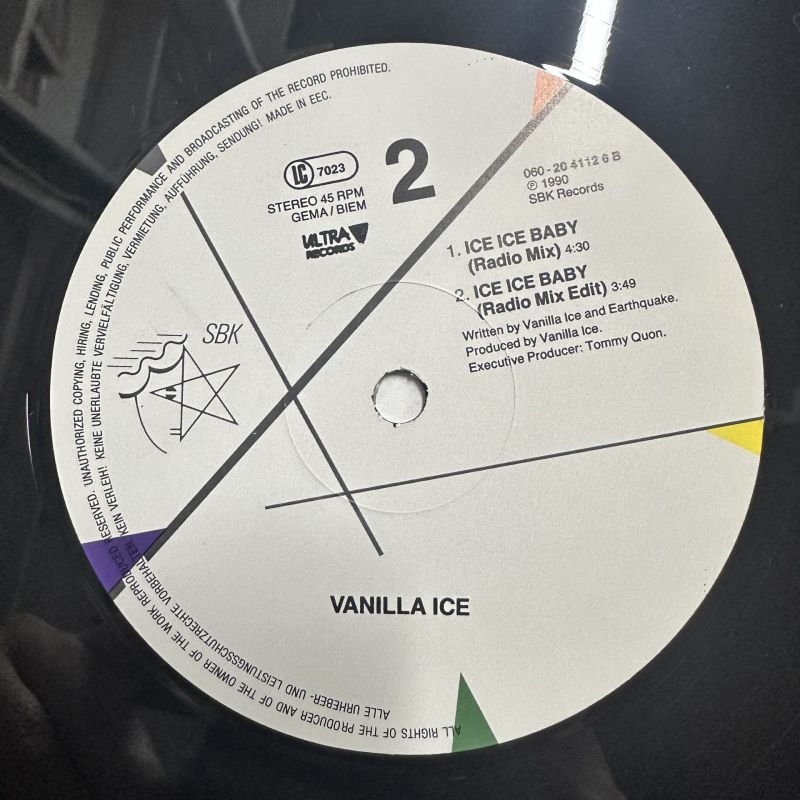 ALL RIGHTS OF THE PRODUCER AND OF THE OWNER OF THE WORK REPRODUCED RESERVED. UNAUTHORIZED COPYING, HIRING, LENDING, PUBLIC PERFORMANCE AND BROADCASTING OF THE RECORD PROHIBITED.
ALLE URHEBER- UND LEISTUNGSSCHUTZRECHTE VORBEHALTEN. KEIN VERLEIH! KEINE UNERLAUBTE VERVIELFÄLTIGUNG, VERMIETUNG, AUFFÜHRUNG, SENDUNG! MADE IN EEC.
LC 7023
STEREO 45 RPM
GEMA/BIEM
ULTRA
RECORDS
2
060-20 4112 6 B
℗ 1990
SBK Records
1. ICE ICE BABY
(Radio Mix) 4:30
2. ICE ICE BABY
(Radio Mix Edit) 3:49
Written by Vanilla Ice and Earthquake.
Produced by Vanilla Ice.
Executive Producer: Tommy Quon.
SBK
VANILLA ICE